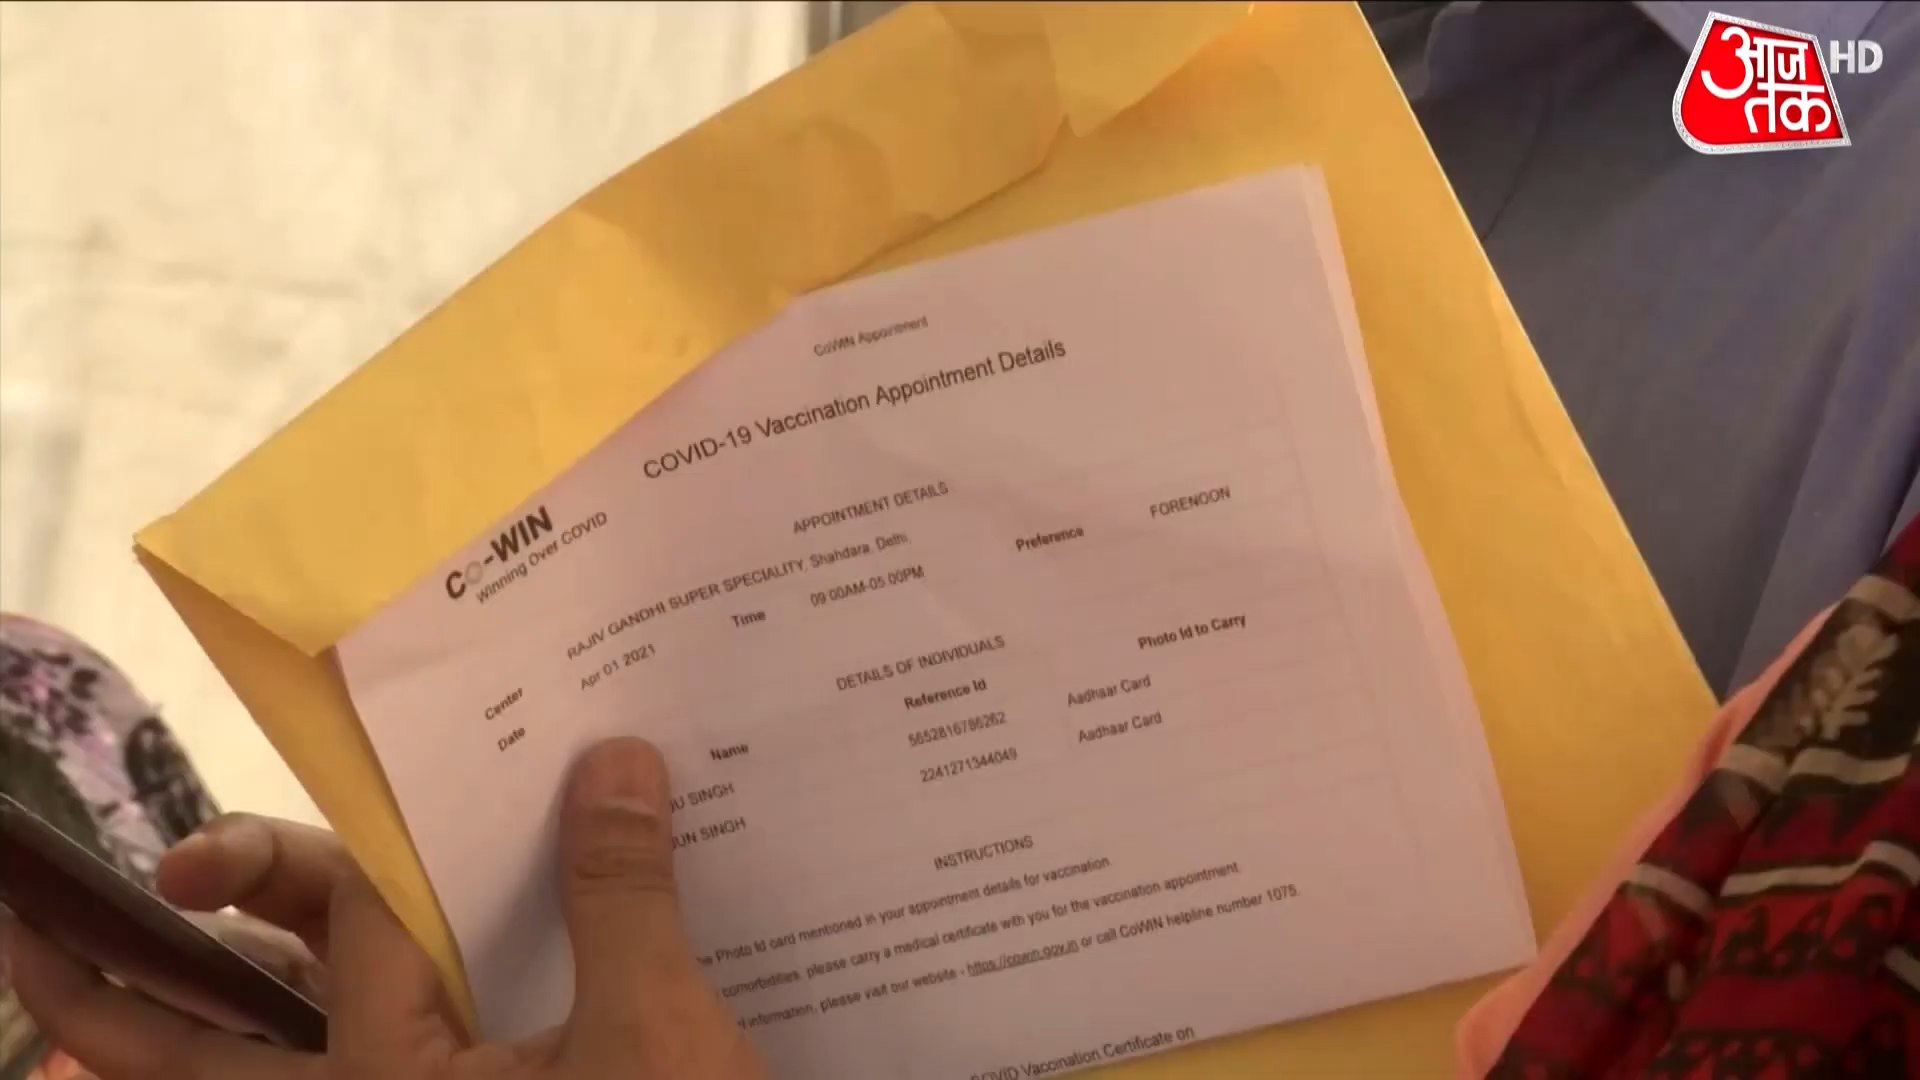 आज
तक
HD
CoWIN Appointment
COVID-19 Vaccination Appointment Details
Co-WIN
Winning Over COVID
APPOINTMENT DETAILS
Center RAJIV GANDHI SUPER SPECIALITY, Shahdara, Delhi,
Date Apr 01 2021 Time 09:00AM-05:00PM Preference FORENOON
DETAILS OF INDIVIDUALS
Name Reference Id Photo Id to Carry
SINGH 5652816786262 Aadhaar Card
SINGH 2241271344049 Aadhaar Card
INSTRUCTIONS
Photo Id card mentioned in your appointment details for vaccination
comorbidities, please carry a medical certificate with you for the vaccination appointment
information, please visit our website - https://cowin.gov.in or call CoWIN helpline number 1075
Vaccination Certificate on